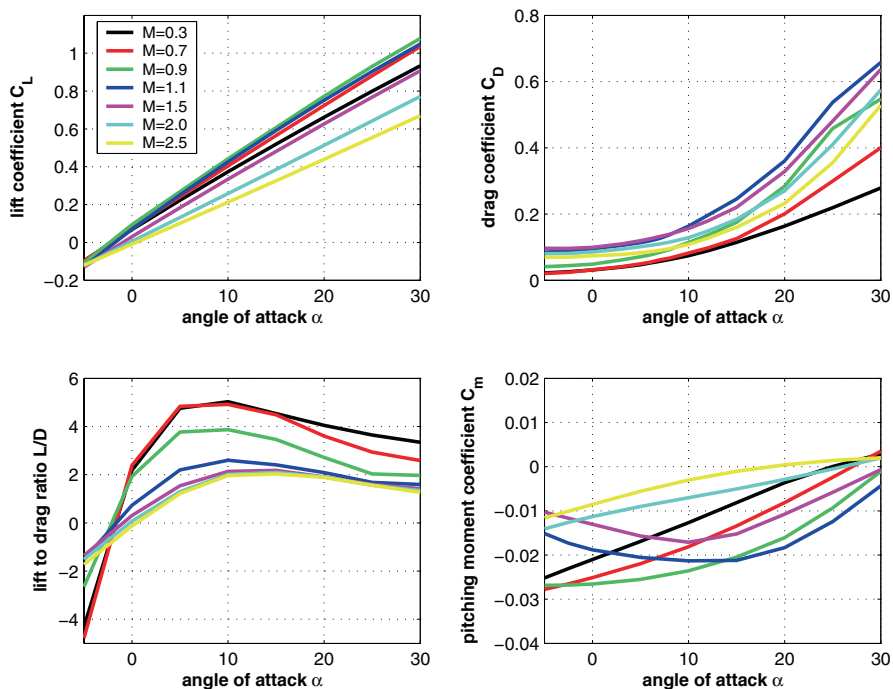 lift coefficient C_L
1
0.8
0.6
0.4
0.2
0
−0.2
M=0.3
M=0.7
M=0.9
M=1.1
M=1.5
M=2.0
M=2.5
0 10 20 30
angle of attack α
drag coefficient C_D
0.8
0.6
0.4
0.2
0
0 10 20 30
angle of attack α
lift to drag ratio L/D
6
4
2
0
−2
−4
0 10 20 30
angle of attack α
pitching moment coefficient C_m
0.02
0.01
0
−0.01
−0.02
−0.03
−0.04
0 10 20 30
angle of attack α